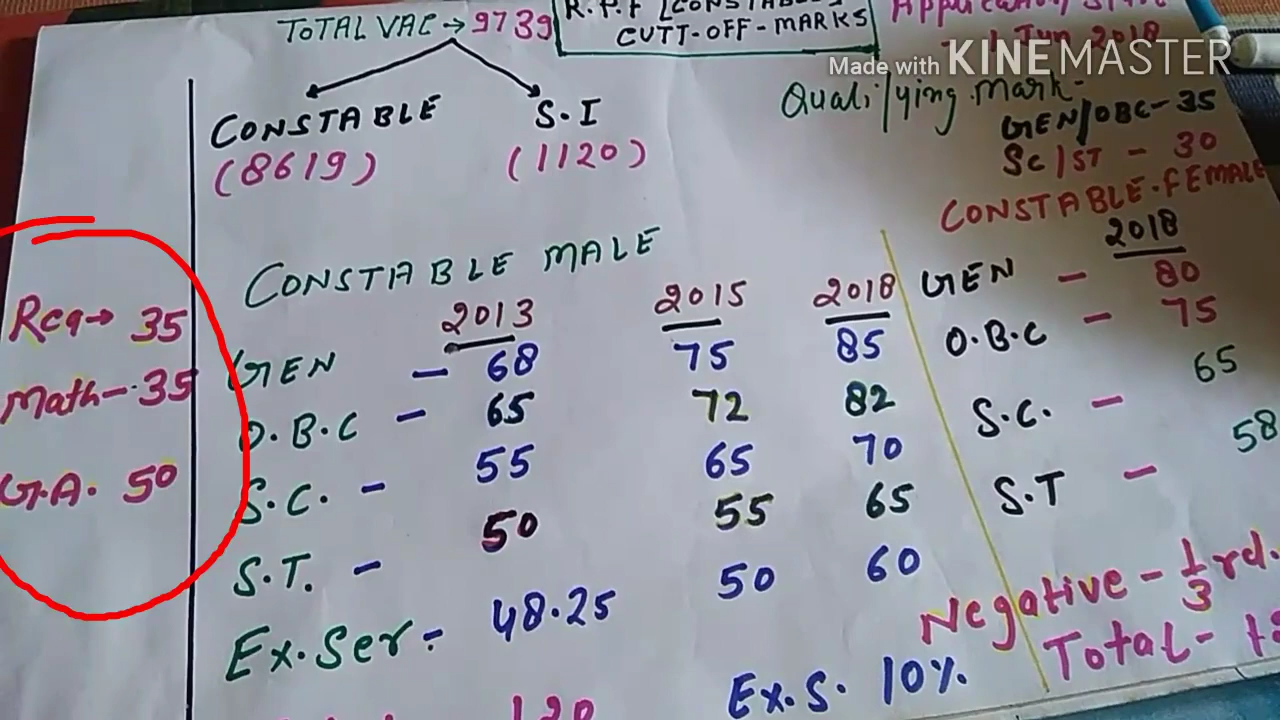 TOTAL VAC → 9739
CUTT-OFF-MARKS
2018
Made with KINEMASTER
CONSTABLE S.I
(8619) (1120)
Qualifying mark-
GEN/OBC-35
SC/ST - 30
Reg→ 35
Math-35
G.A. 50
CONSTABLE MALE
2013 2015 2018
GEN - 68 75 85
O.B.C - 65 72 82
S.C. - 55 65 70
S.T. - 50 55 65
Ex.Ser- 48.25 50 60
CONSTABLE.FEMALE
2018
GEN - 80
O.B.C - 75
S.C. - 65
S.T - 58
Negative - 1/3 rd.
Total-
Ex.S. 10%.
120